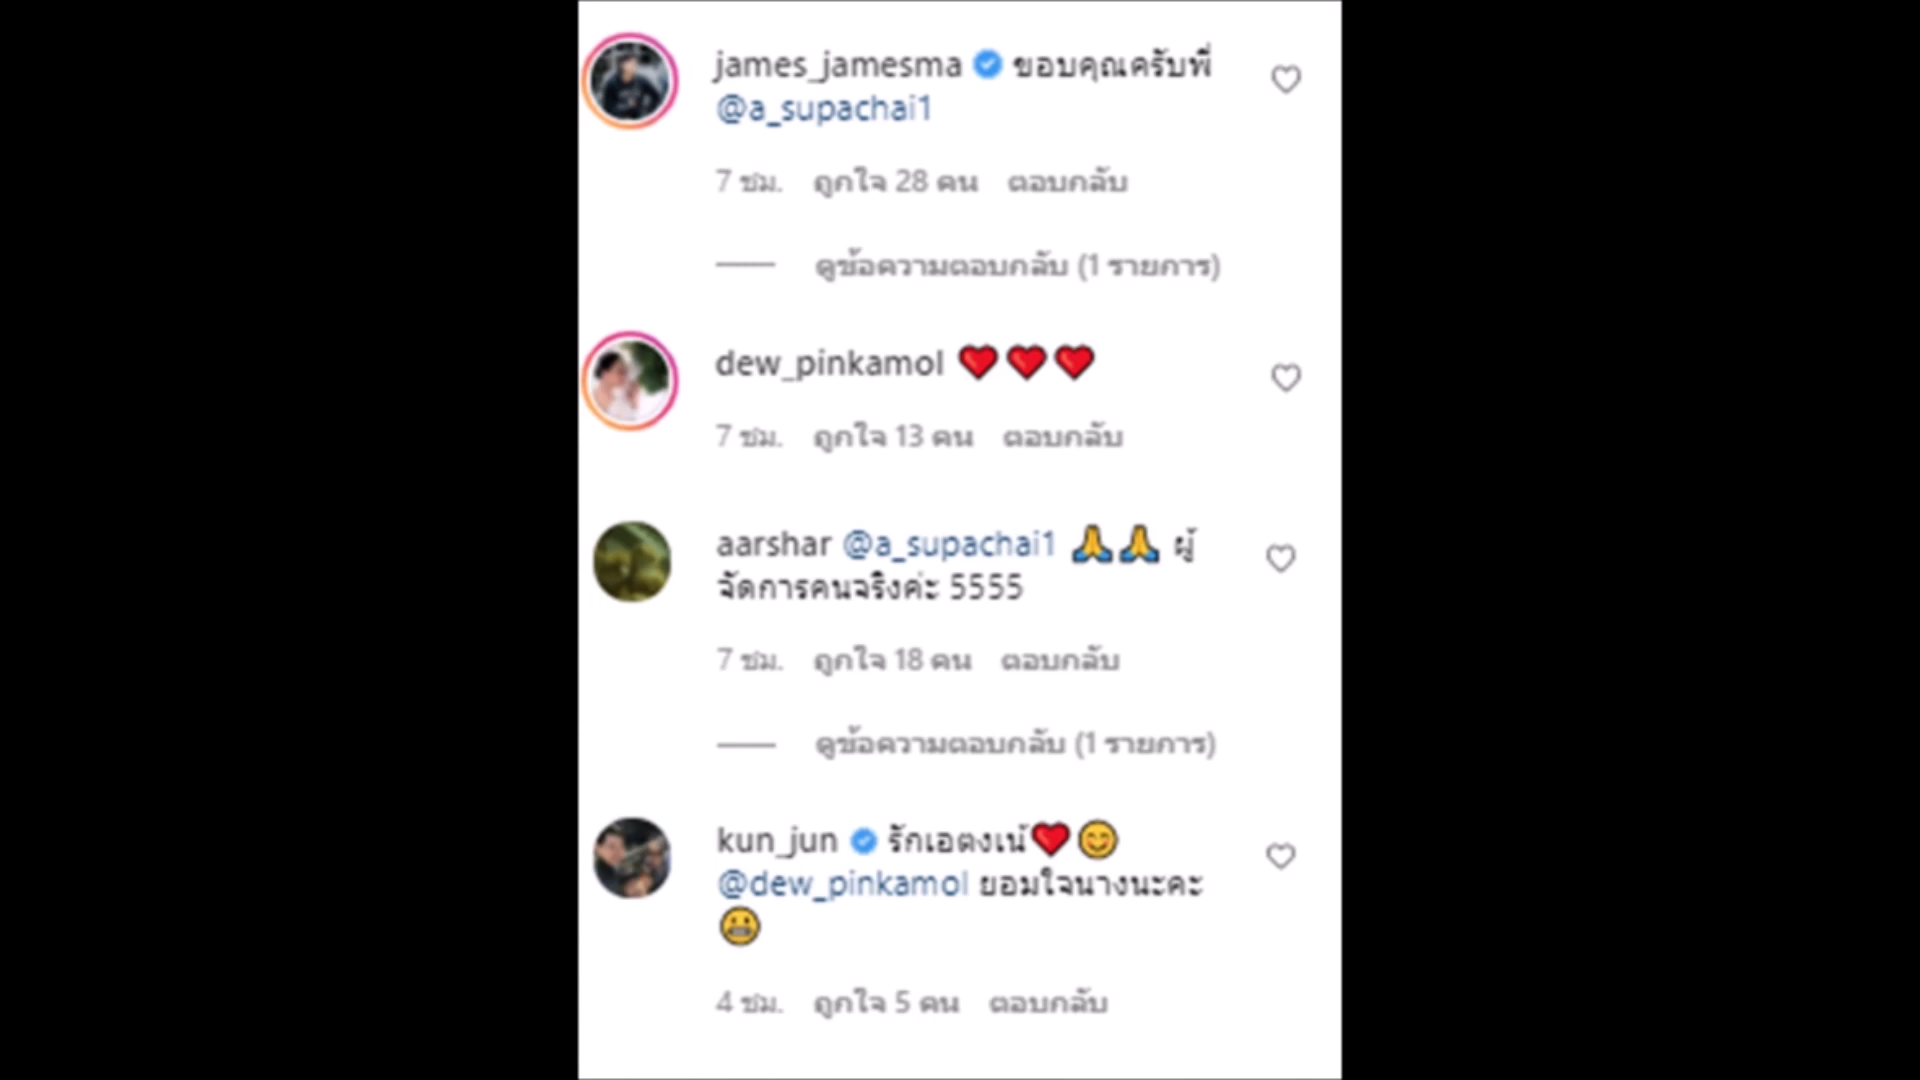 james_jamesma ขอบคุณครับพี่
@a_supachai1
7 ชม. ถูกใจ 28 คน ตอบกลับ
ดูข้อความตอบกลับ (1 รายการ)
dew_pinkamol ❤️❤️❤️
7 ชม. ถูกใจ 13 คน ตอบกลับ
aarshar @a_supachai1 🙏🙏 ผู้
จัดการคนจริงค่ะ 5555
7 ชม. ถูกใจ 18 คน ตอบกลับ
ดูข้อความตอบกลับ (1 รายการ)
kun_jun รักเอตงเน้❤️😊
@dew_pinkamol ยอมใจนางนะคะ
😬
4 ชม. ถูกใจ 5 คน ตอบกลับ